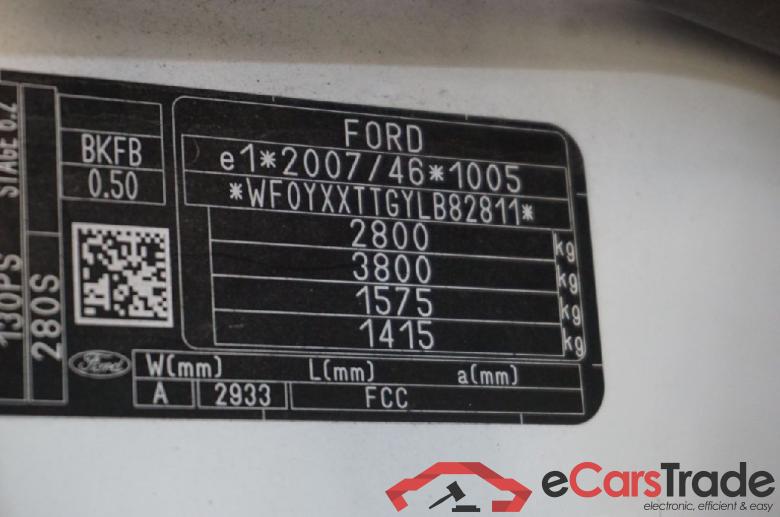 STAGE 6.2
130PS
280S
BKFB
0.50
FORD
e1*2007/46*1005
*WF0YXXTTGYLB82811*
2800 kg
3800 kg
1575 kg
1415 kg
Ford
W(mm) L(mm) a(mm)
A 2933 FCC
eCarsTrade
electronic, efficient & easy